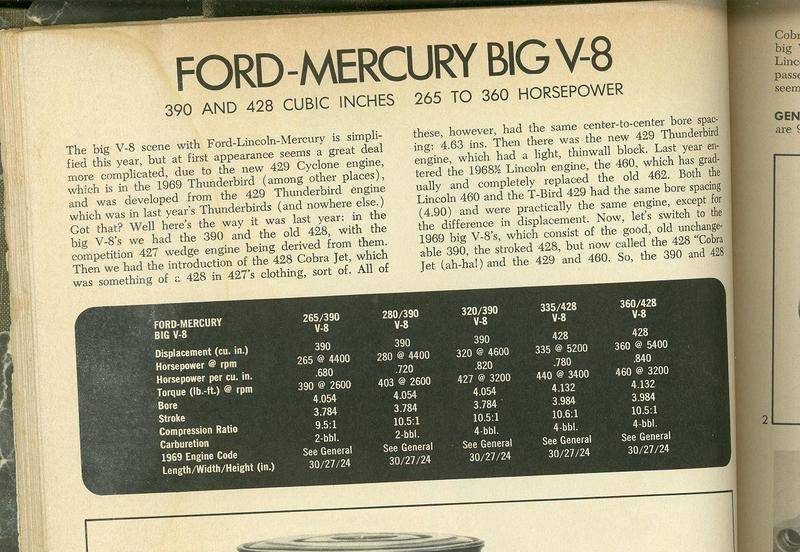 FORD-MERCURY BIG V-8
390 AND 428 CUBIC INCHES 265 TO 360 HORSEPOWER
The big V-8 scene with Ford-Lincoln-Mercury is simpli-
fied this year, but at first appearance seems a great deal
more complicated, due to the new 429 Cyclone engine,
which is in the 1969 Thunderbird (among other places),
and was developed from the 429 Thunderbird engine
which was in last year's Thunderbirds (and nowhere else.)
Got that? Well here's the way it was last year: in the
big V-8's we had the 390 and the old 428, with the
competition 427 wedge engine being derived from them.
Then we had the introduction of the 428 Cobra Jet, which
was something of a 428 in 427's clothing, sort of. All of
these, however, had the same center-to-center bore spac-
ing: 4.63 ins. Then there was the new 429 Thunderbird
engine, which had a light, thinwall block. Last year en-
tered the 1968½ Lincoln engine, the 460, which has grad-
ually and completely replaced the old 462. Both the
Lincoln 460 and the T-Bird 429 had the same bore spacing
(4.90) and were practically the same engine, except for
the difference in displacement. Now, let's switch to the
1969 big V-8's, which consist of the good, old unchange-
able 390, the stroked 428, but now called the 428 "Cobra
Jet (ah-ha!) and the 429 and 460. So, the 390 and 428
FORD-MERCURY 265/390 280/390 320/390 335/428 360/428
BIG V-8 V-8 V-8 V-8 V-8 V-8
Displacement (cu. in.) 390 390 390 428 428
Horsepower @ rpm 265 @ 4400 280 @ 4400 320 @ 4600 335 @ 5200 360 @ 5400
Horsepower per cu. in. .680 .720 .820 .780 .840
Torque (lb.-ft.) @ rpm 390 @ 2600 403 @ 2600 427 @ 3200 440 @ 3400 460 @ 3200
Bore 4.054 4.054 4.054 4.132 4.132
Stroke 3.784 3.784 3.784 3.984 3.984
Compression Ratio 9.5:1 10.5:1 10.5:1 10.6:1 10.5:1
Carburetion 2-bbl. 2-bbl. 4-bbl. 4-bbl. 4-bbl.
1969 Engine Code See General See General See General See General See General
Length/Width/Height (in.) 30/27/24 30/27/24 30/27/24 30/27/24 30/27/24
Cobr
big
Linc
passe
seem
GEN
are
2